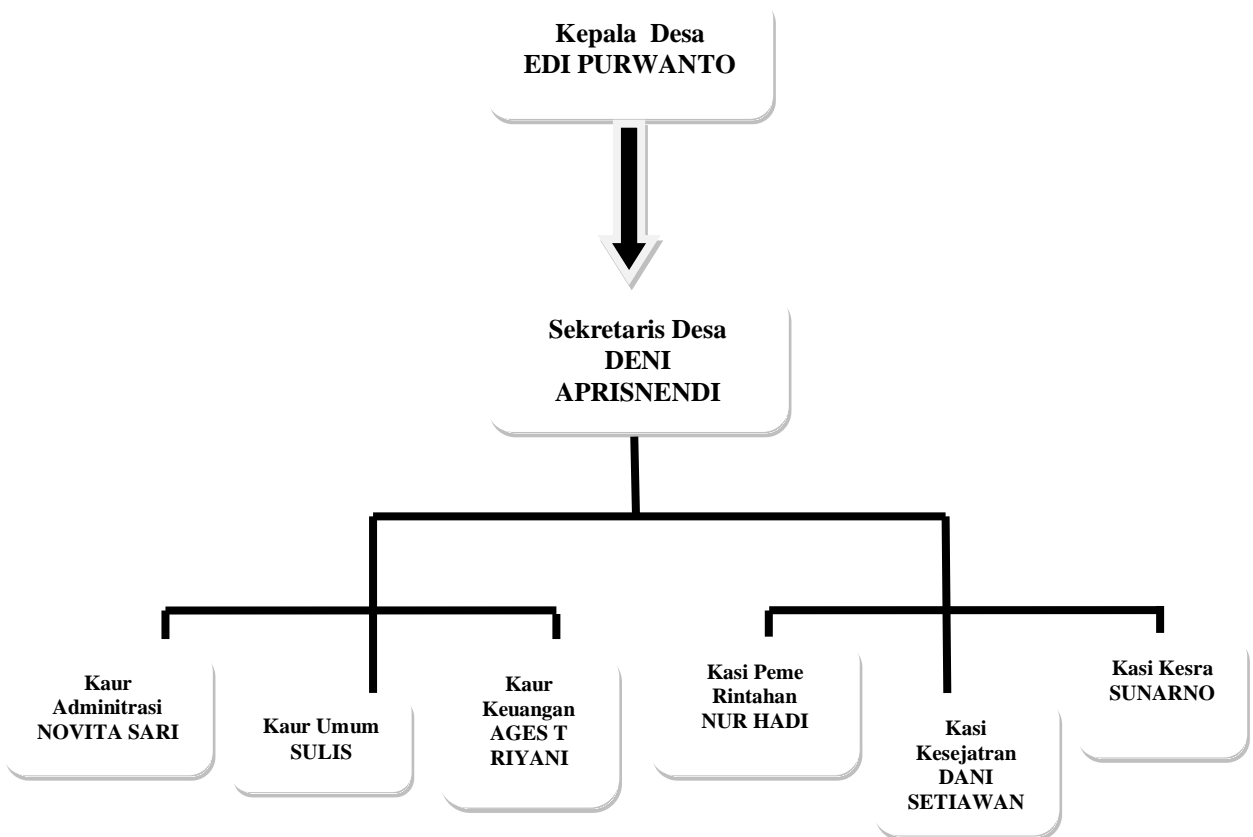 Kepala Desa
EDI PURWANTO
Sekretaris Desa
DENI
APRISNENDI
Kaur
Adminitrasi
NOVITA SARI
Kaur Umum
SULIS
Kaur
Keuangan
AGES T
RIYANI
Kasi Peme
Rintahan
NUR HADI
Kasi
Kesejatran
DANI
SETIAWAN
Kasi Kesra
SUNARNO